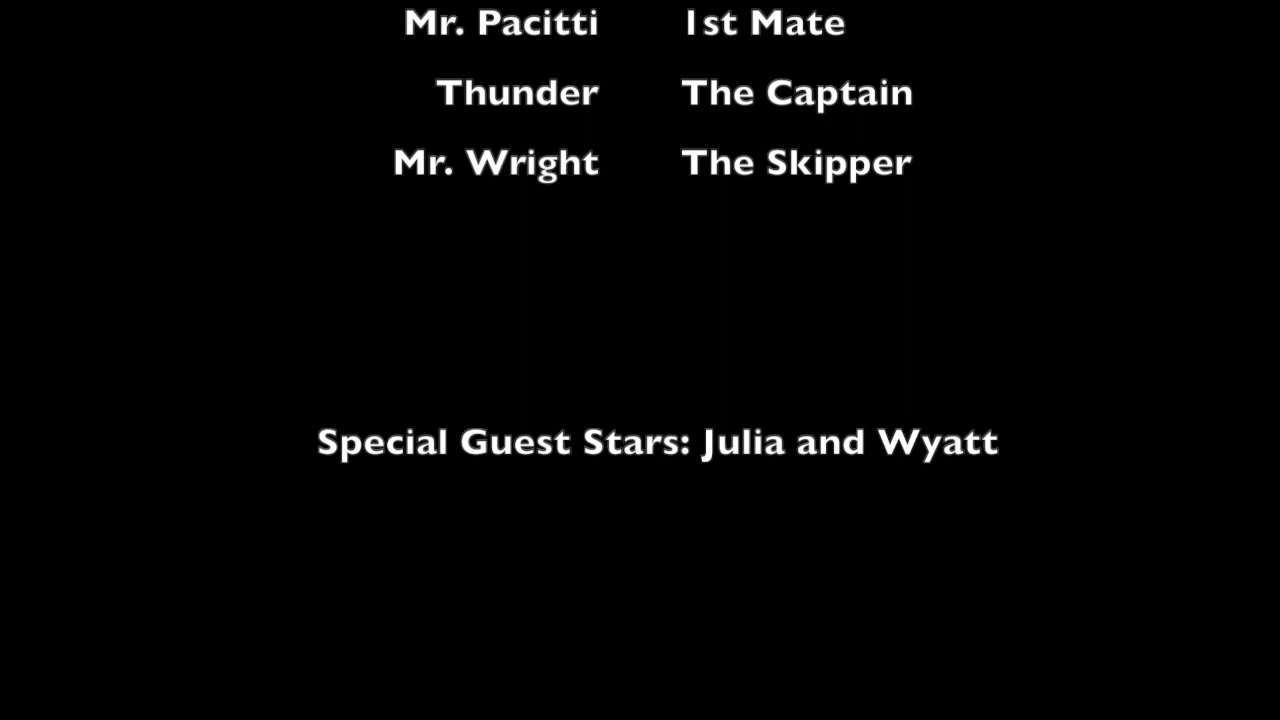 Mr. Pacitti 1st Mate
Thunder The Captain
Mr. Wright The Skipper
Special Guest Stars: Julia and Wyatt